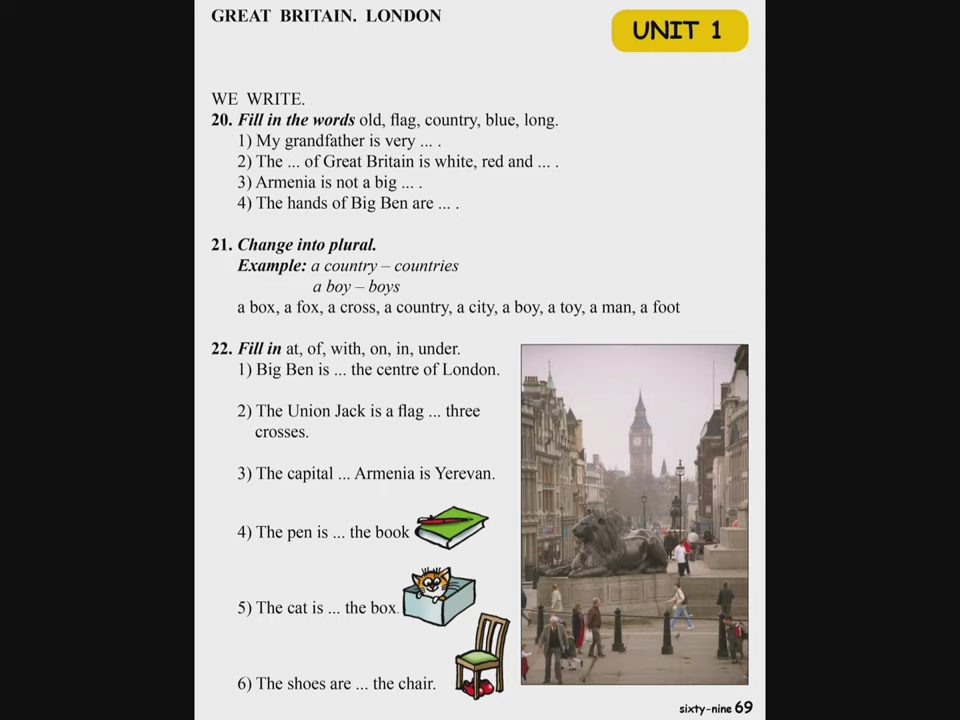 GREAT BRITAIN. LONDON
UNIT 1
WE WRITE.
20. Fill in the words old, flag, country, blue, long.
1) My grandfather is very ... .
2) The ... of Great Britain is white, red and ... .
3) Armenia is not a big ... .
4) The hands of Big Ben are ... .
21. Change into plural.
Example: a country – countries
a boy – boys
a box, a fox, a cross, a country, a city, a boy, a toy, a man, a foot
22. Fill in at, of, with, on, in, under.
1) Big Ben is ... the centre of London.
2) The Union Jack is a flag ... three
crosses.
3) The capital ... Armenia is Yerevan.
4) The pen is ... the book
5) The cat is ... the box.
6) The shoes are ... the chair.
sixty-nine 69